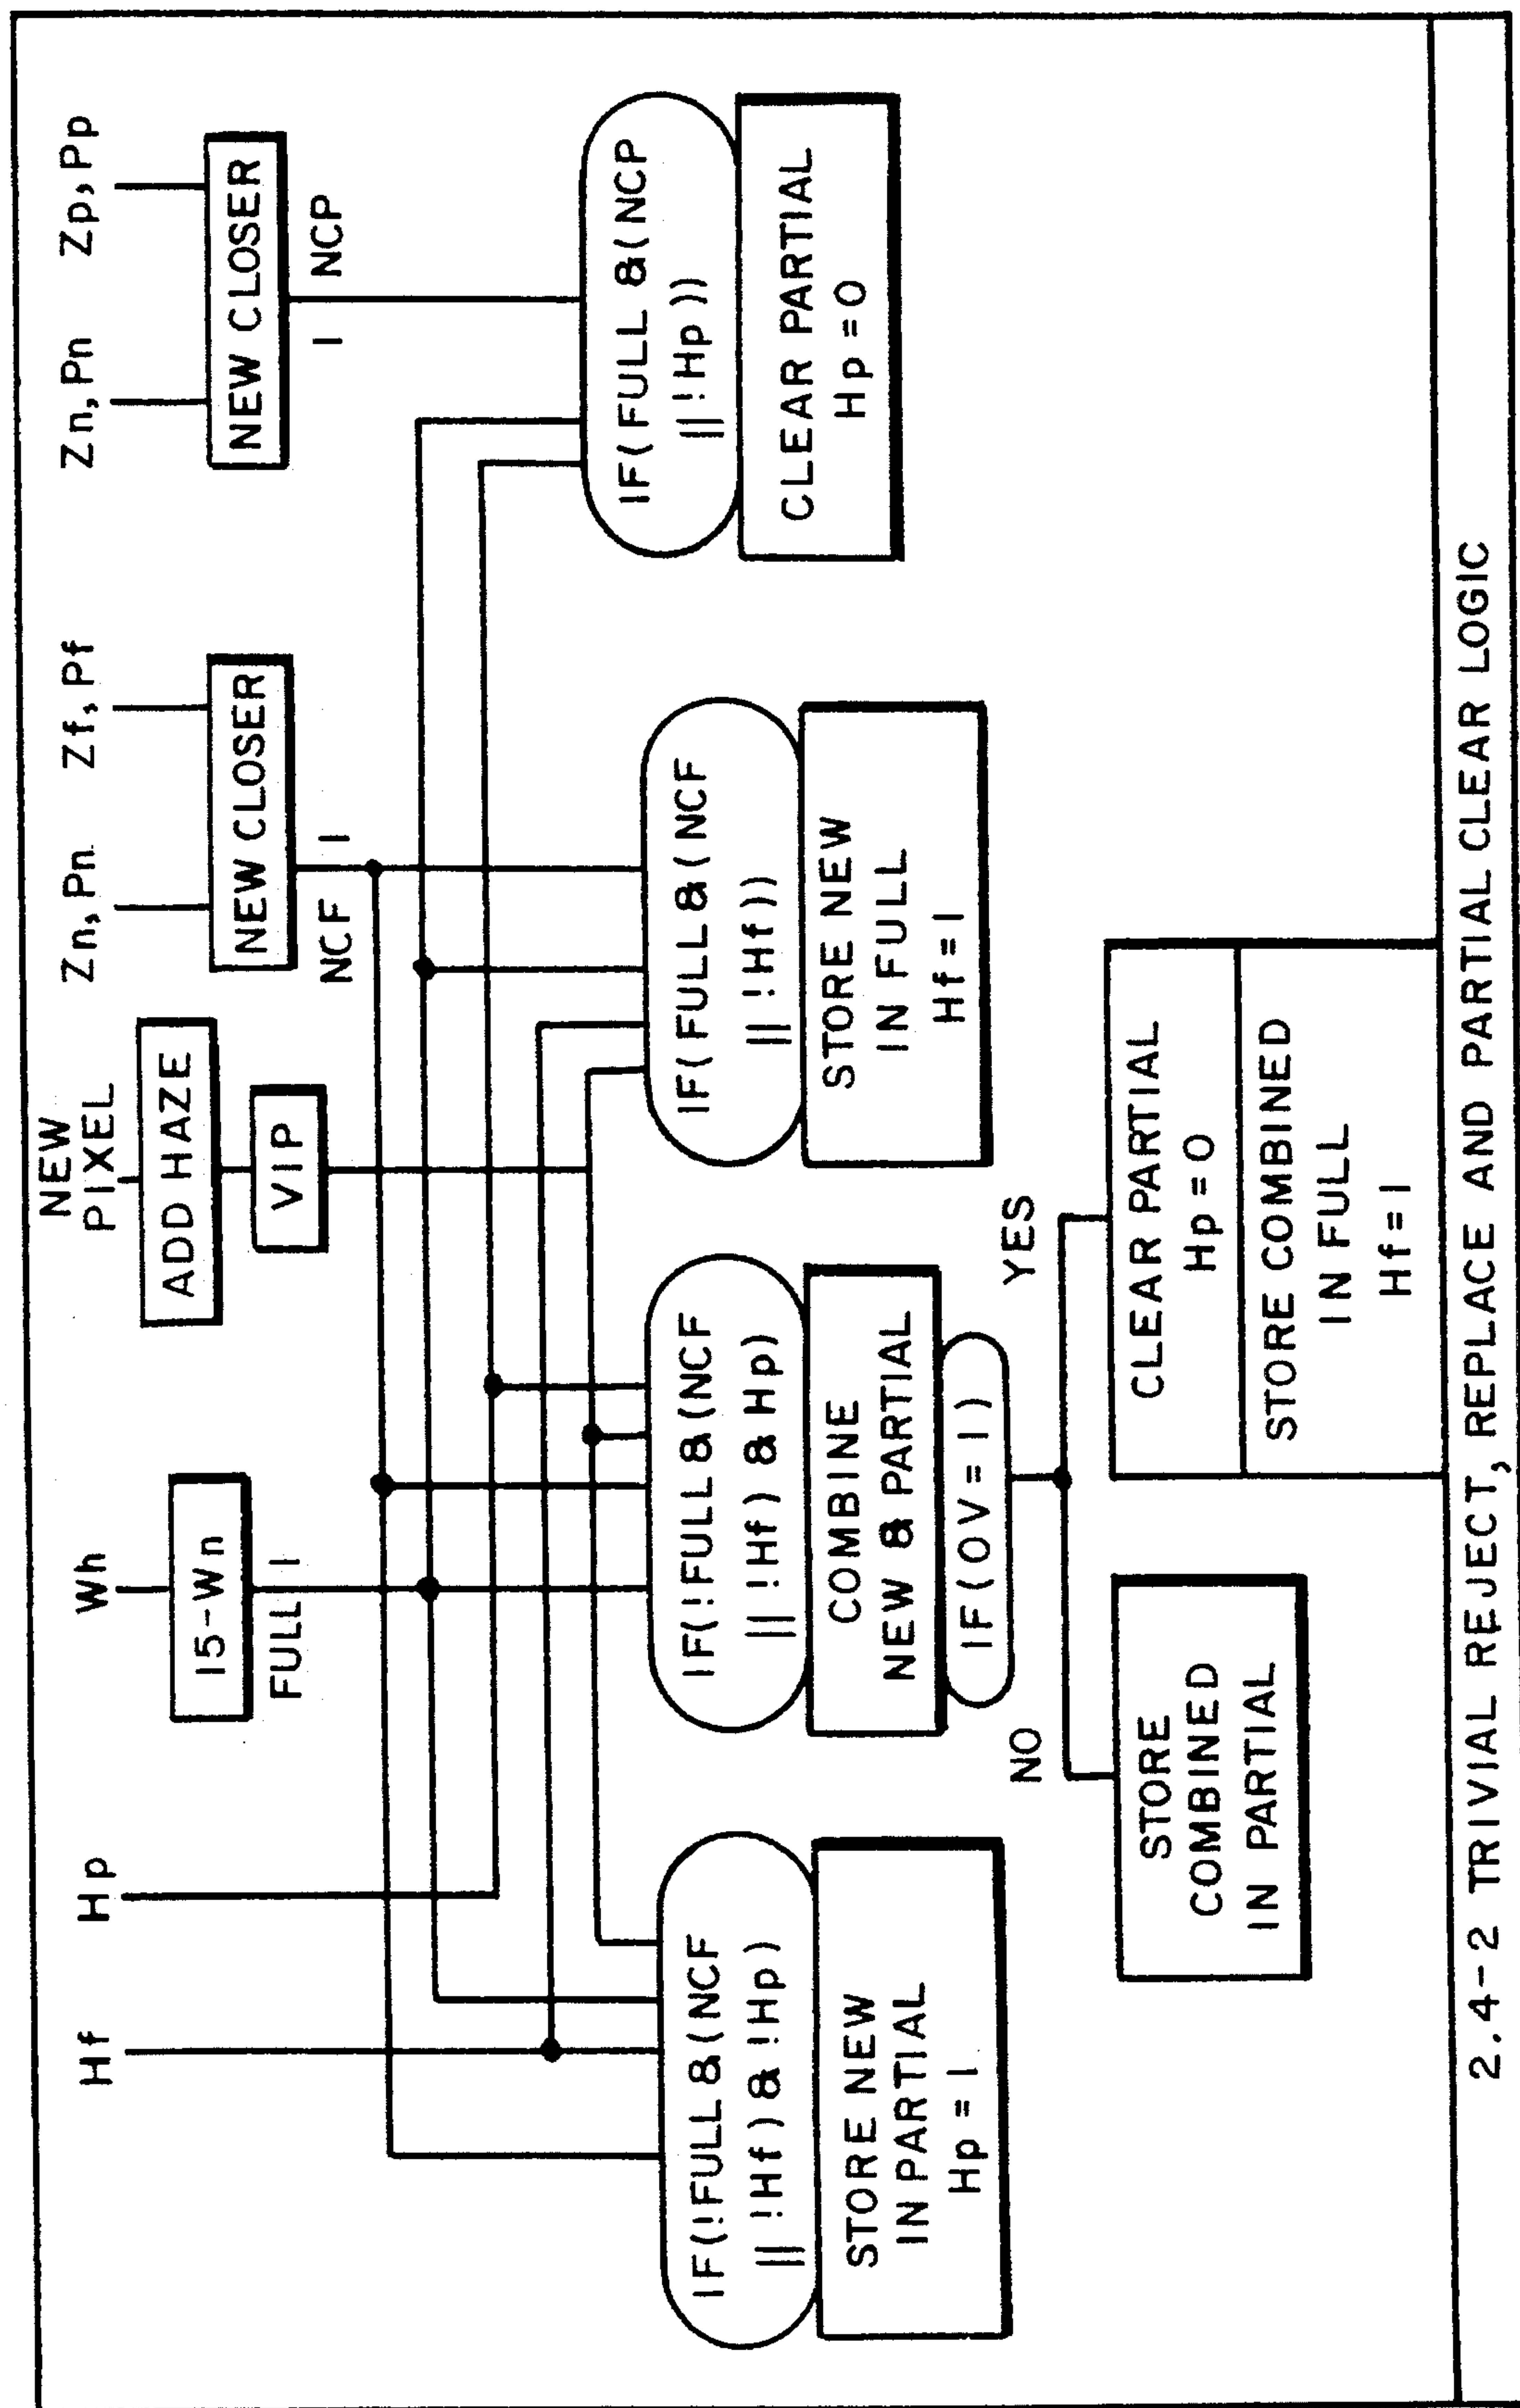 Hf
Hp
Wh
NEW
PIXEL
Zn,Pn
Zf,Pf
Zn,Pn
Zp,Pp
15-Wn
ADD HAZE
NEW CLOSER
NEW CLOSER
FULL 1
VIP
NCF 1
1 NCP
IF(!FULL&(NCF
|| !Hf)&!Hp)
STORE NEW
IN PARTIAL
Hp=1
IF(!FULL&(NCF
|| !Hf)&Hp)
COMBINE
NEW & PARTIAL
IF(OV=1)
IF(FULL&(NCF
|| !Hf))
STORE NEW
IN FULL
Hf=1
IF(FULL &(NCP
|| !Hp))
CLEAR PARTIAL
Hp=0
NO
YES
STORE
COMBINED
IN PARTIAL
CLEAR PARTIAL
Hp=0
STORE COMBINED
IN FULL
Hf=1
2.4-2 TRIVIAL REJECT, REPLACE AND PARTIAL CLEAR LOGIC